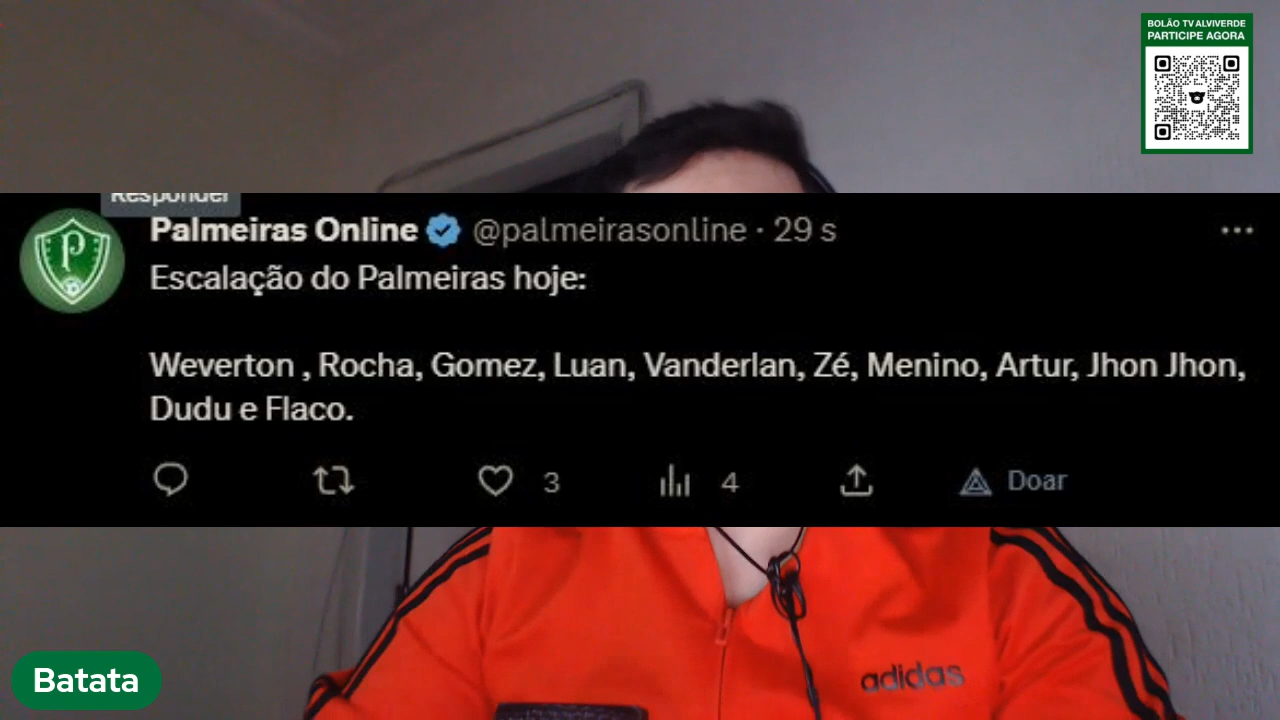 BOLÃO TV ALVIVERDE
PARTICIPE AGORA
Responder
Palmeiras Online @palmeirasonline · 29 s
Escalação do Palmeiras hoje:
Weverton , Rocha, Gomez, Luan, Vanderlan, Zé, Menino, Artur, Jhon Jhon,
Dudu e Flaco.
3 4 Doar
adidas
Batata